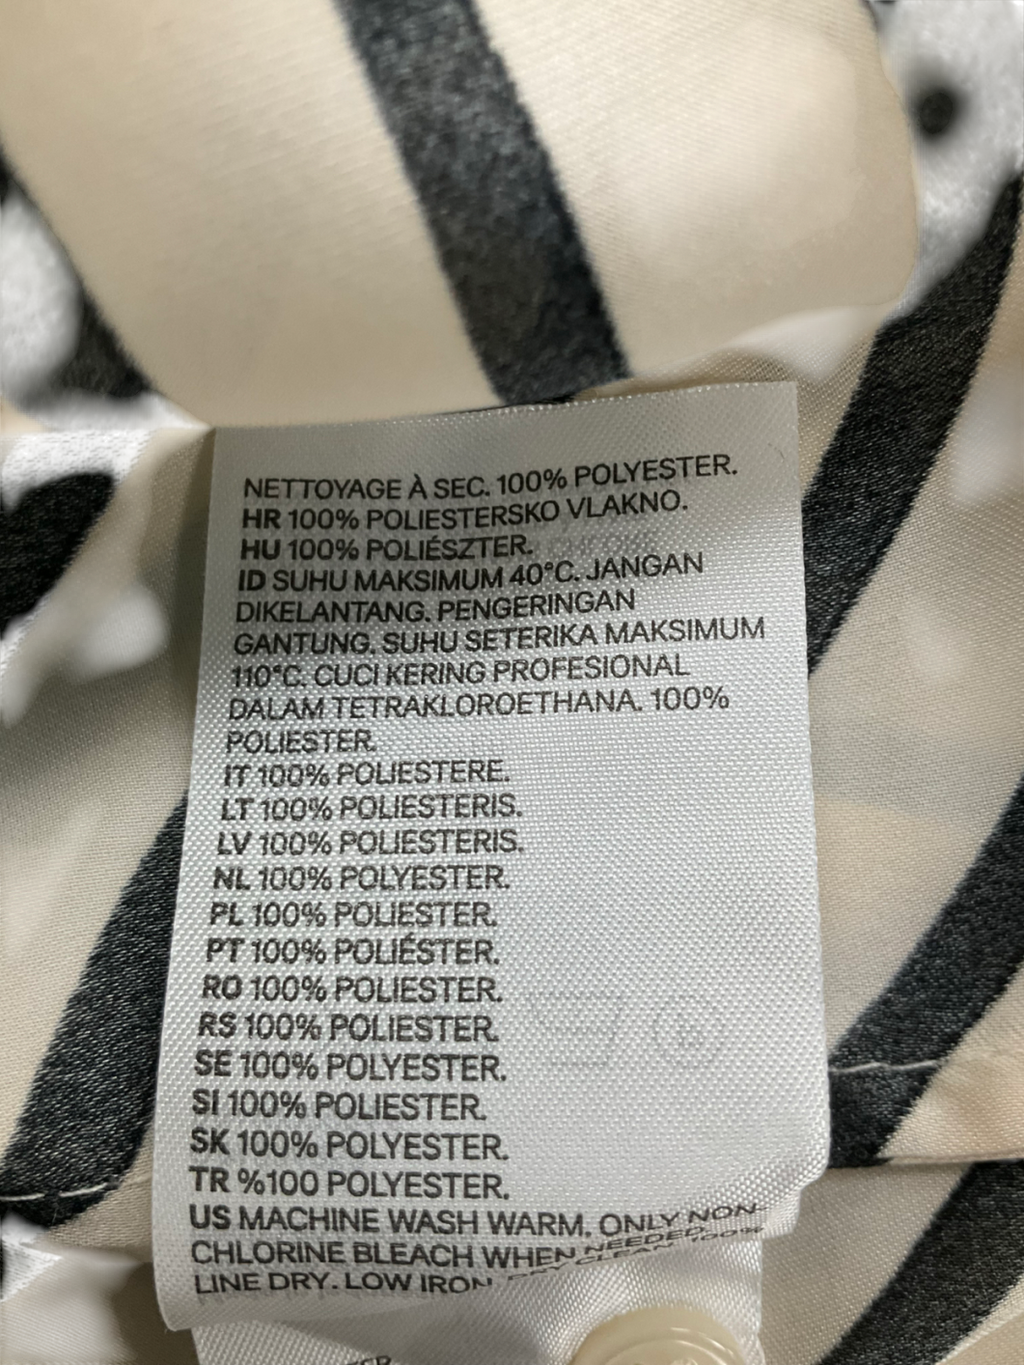 NETTOYAGE À SEC. 100% POLYESTER.
HR 100% POLIESTERSKO VLAKNO.
HU 100% POLIÉSZTER.
ID SUHU MAKSIMUM 40°C. JANGAN
DIKELANTANG. PENGERINGAN
GANTUNG. SUHU SETERIKA MAKSIMUM
110°C. CUCI KERING PROFESIONAL
DALAM TETRAKLOROETHANA. 100%
POLIESTER.
IT 100% POLIESTERE.
LT 100% POLIESTERIS.
LV 100% POLIESTERIS.
NL 100% POLYESTER.
PL 100% POLIESTER.
PT 100% POLIÉSTER.
RO 100% POLIESTER.
RS 100% POLIESTER.
SE 100% POLYESTER.
SI 100% POLIESTER.
SK 100% POLYESTER.
TR %100 POLYESTER.
US MACHINE WASH WARM. ONLY NON-
CHLORINE BLEACH WHEN NEEDED.
LINE DRY. LOW IRON. DRY CLEAN. 100%